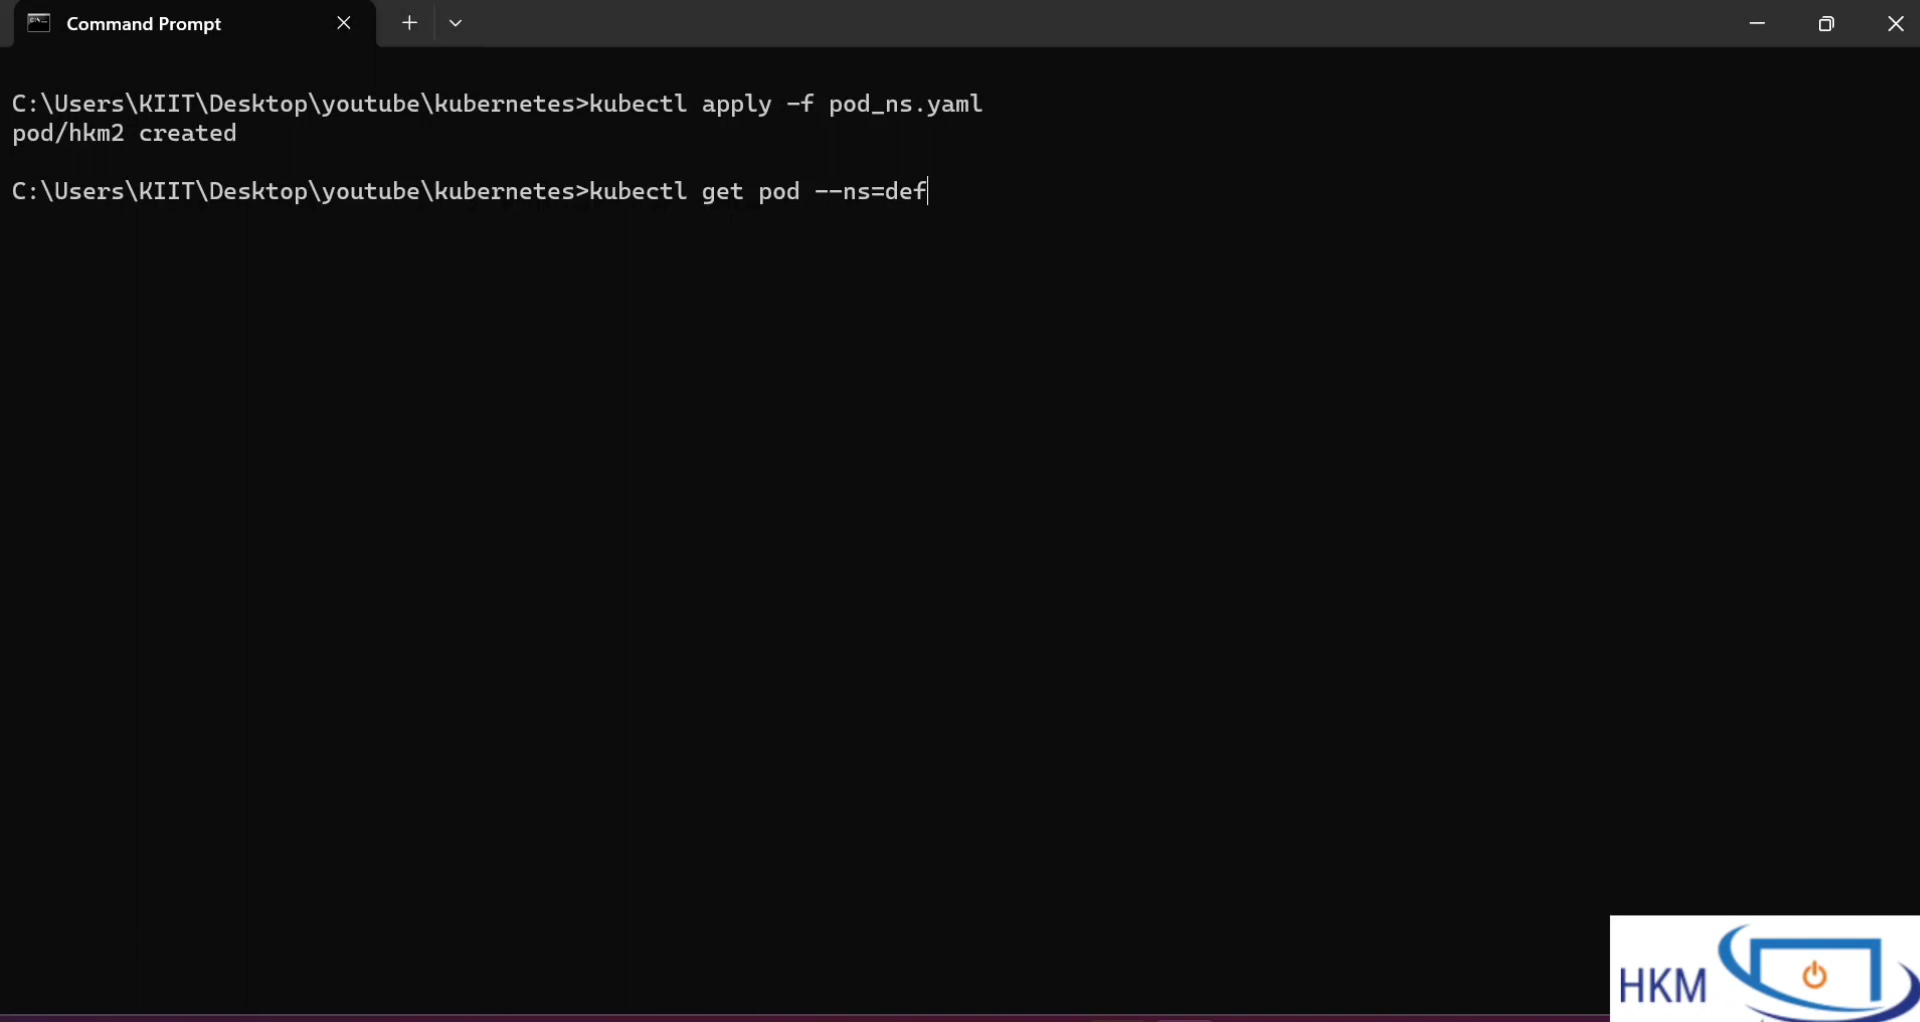 Command Prompt
C:\Users\KIIT\Desktop\youtube\kubernetes>kubectl apply -f pod_ns.yaml
pod/hkm2 created
C:\Users\KIIT\Desktop\youtube\kubernetes>kubectl get pod --ns=def
HKM